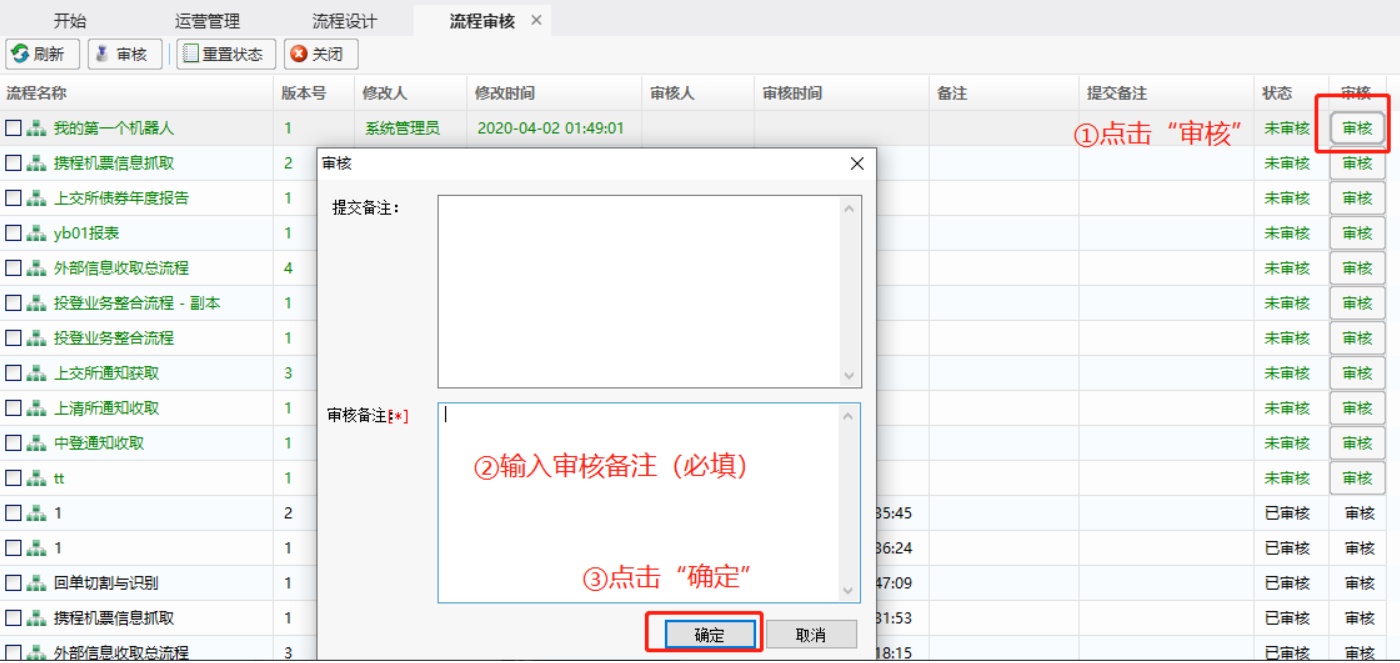 开始 运营管理 流程设计 流程审核 ×
刷新 审核 重置状态 关闭
流程名称 版本号 修改人 修改时间 审核人 审核时间 备注 提交备注 状态 审核
我的第一个机器人 1 系统管理员 2020-04-02 01:49:01 ①点击“审核” 未审核 审核
审核
携程机票信息抓取 2 未审核 审核
上交所债券年度报告 1 提交备注： 未审核 审核
yb01报表 1 未审核 审核
外部信息收取总流程 4 未审核 审核
投登业务整合流程 - 副本 1 未审核 审核
投登业务整合流程 1 未审核 审核
上交所通知获取 3 未审核 审核
上清所通知收取 1 审核备注[*] 未审核 审核
中登通知收取 1 未审核 审核
②输入审核备注（必填）
tt 1 未审核 审核
1 2 35:45 已审核 审核
1 1 36:24 已审核 审核
回单切割与识别 1 ③点击“确定” 47:09 已审核 审核
携程机票信息抓取 1 31:53 已审核 审核
确定 取消
外部信息收取总流程 3 18:15 已审核 审核